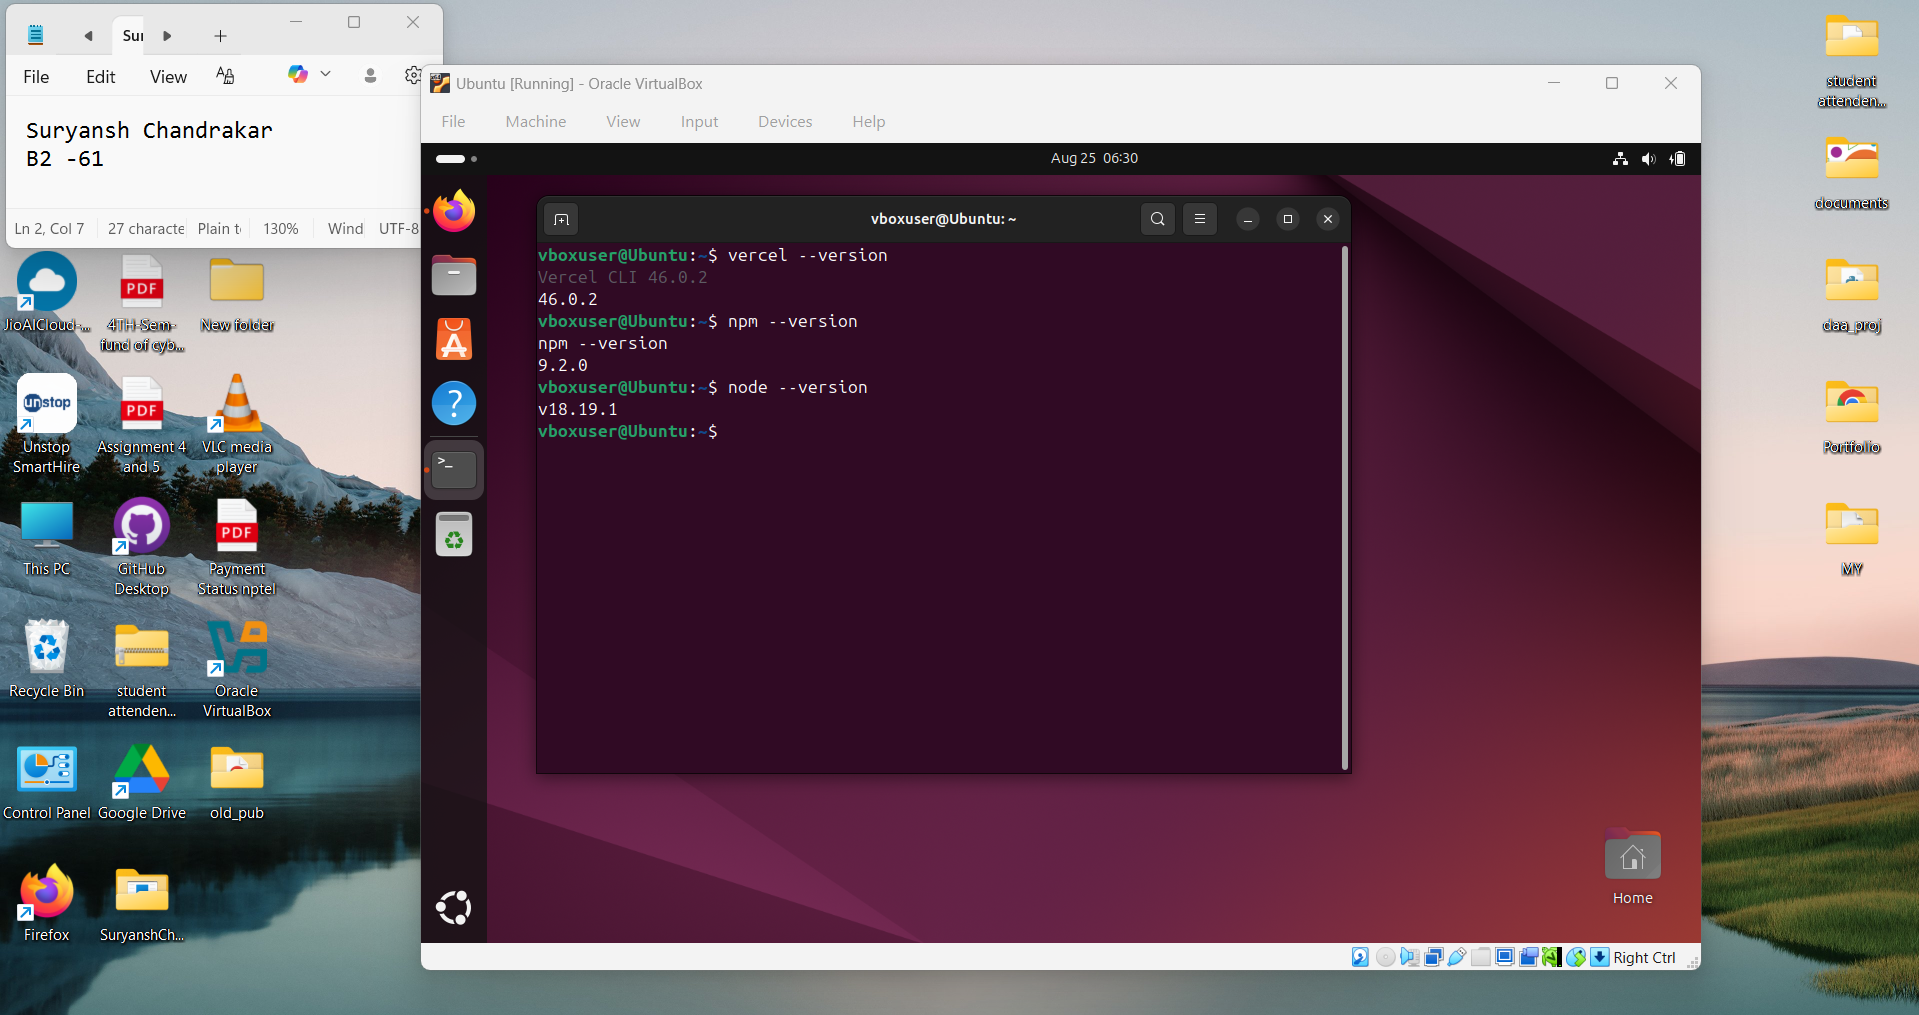 Sur
File Edit View
Suryansh Chandrakar
B2 -61
Ln 2, Col 7 27 characte Plain t 130% Wind UTF-8
Ubuntu [Running] - Oracle VirtualBox
File Machine View Input Devices Help
Aug 25 06:30
vboxuser@Ubuntu: ~
vboxuser@Ubuntu:~$ vercel --version
Vercel CLI 46.0.2
46.0.2
vboxuser@Ubuntu:~$ npm --version
npm --version
9.2.0
vboxuser@Ubuntu:~$ node --version
v18.19.1
vboxuser@Ubuntu:~$
Home
Right Ctrl
JioAICloud-...
4TH-Sem-
fund of cyb...
New folder
unstop
Unstop
SmartHire
PDF
Assignment 4
and 5
VLC media
player
This PC
GitHub
Desktop
PDF
Payment
Status nptel
Recycle Bin
student
attenden...
Oracle
VirtualBox
Control Panel
Google Drive
old_pub
Firefox
SuryanshCh...
PDF
student
attenden...
documents
daa_proj
Portfolio
MY